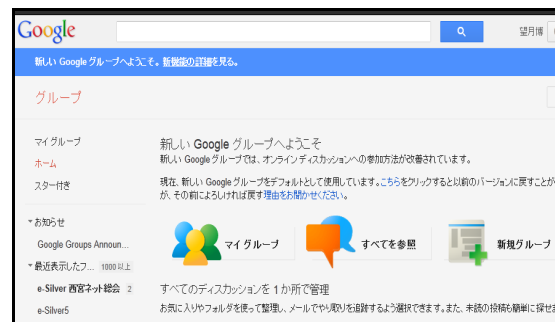 Google
望月博
新しい Google グループへようこそ。新機能の詳細を見る。
グループ
マイ グループ
ホーム
スター付き
お知らせ
Google Groups Announ...
最近表示したフ... 1000 以上
e-Silver 西宮ネット総会 2
e-Silver5
新しい Google グループへようこそ
新しい Google グループでは、オンライン ディスカッションへの参加方法が改善されています。
現在、新しい Google グループをデフォルトとして使用しています。こちらをクリックすると以前のバージョンに戻すことが
が、その前によろしければ戻す理由をお聞かせください。
マイ グループ
すべてを参照
新規グループ
すべてのディスカッションを 1 か所で管理
お気に入りやフォルダを使って整理し、メールでやり取りを追跡するよう選択できます。また、未読の投稿も簡単に探せま